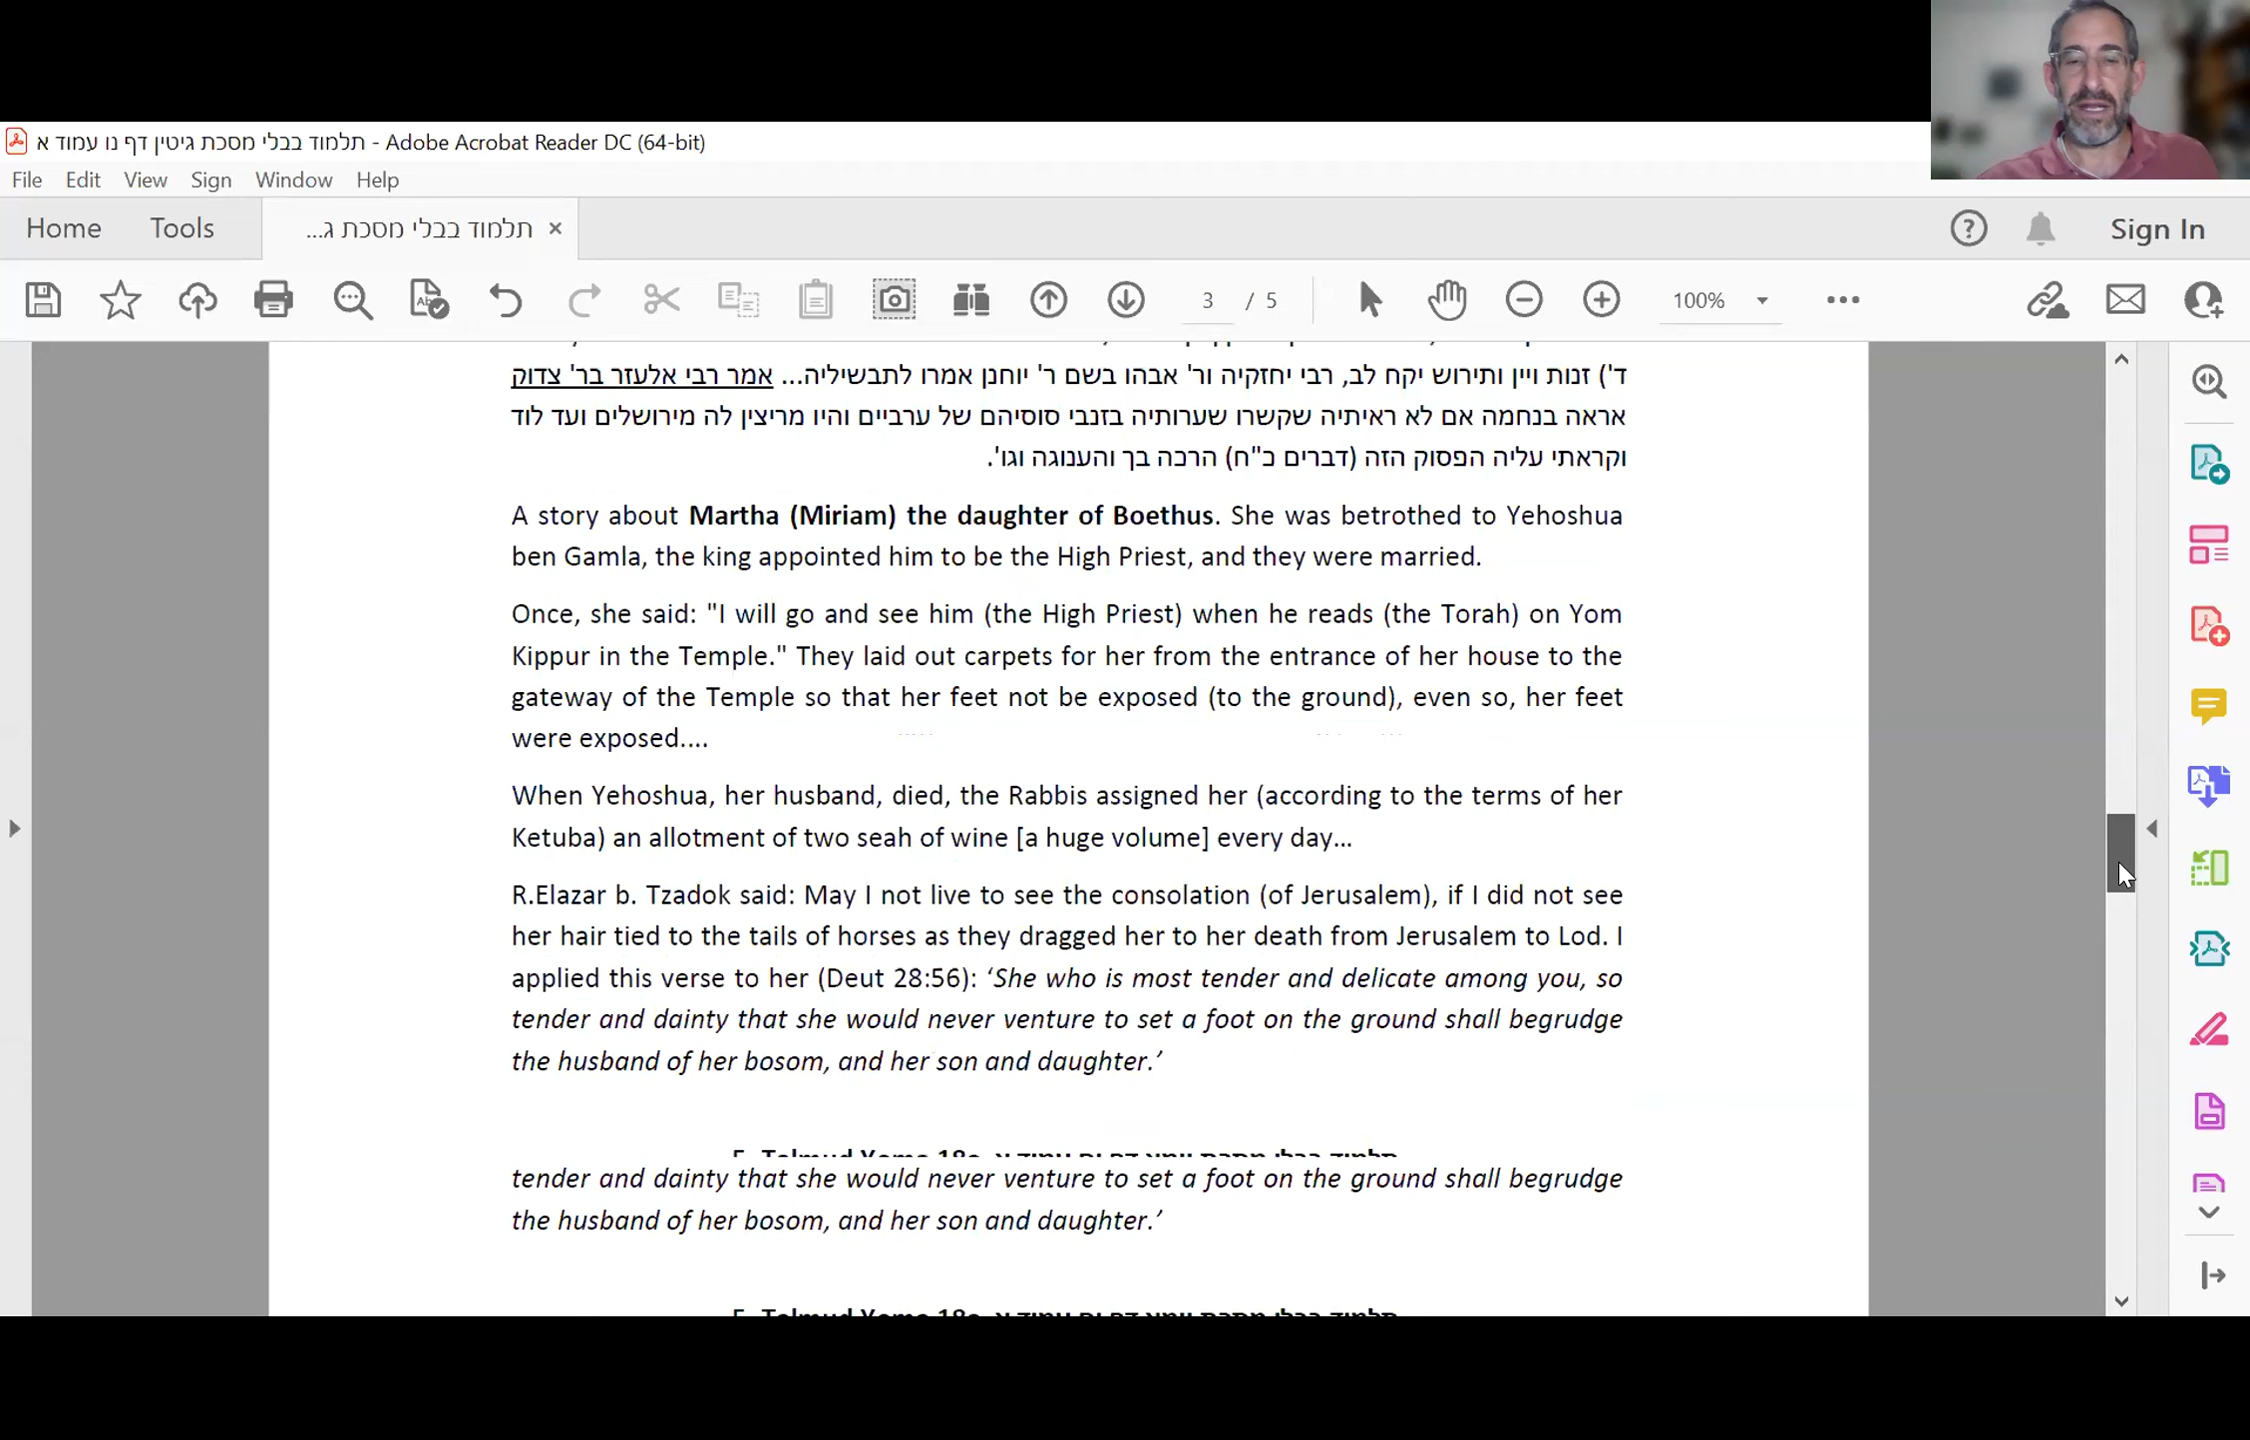 תלמוד בבלי מסכת גיטין דף נו עמוד א - Adobe Acrobat Reader DC (64-bit)
File Edit View Sign Window Help
Home Tools תלמוד בבלי מסכת ג... × Sign In
3 / 5 100%
ד') זנות ויין ותירוש יקח לב, רבי יחזקיה ור' אבהו בשם ר' יוחנן אמרו לתבשיליה... אמר רבי אלעזר בר' צדוק
אראה בנחמה אם לא ראיתיה שקשרו שערותיה בזנבי סוסיהם של ערביים והיו מריצין לה מירושלים ועד לוד
וקראתי עליה הפסוק הזה (דברים כ"ח) הרכה בך והענוגה וגו'.
A story about Martha (Miriam) the daughter of Boethus. She was betrothed to Yehoshua
ben Gamla, the king appointed him to be the High Priest, and they were married.
Once, she said: "I will go and see him (the High Priest) when he reads (the Torah) on Yom
Kippur in the Temple." They laid out carpets for her from the entrance of her house to the
gateway of the Temple so that her feet not be exposed (to the ground), even so, her feet
were exposed....
When Yehoshua, her husband, died, the Rabbis assigned her (according to the terms of her
Ketuba) an allotment of two seah of wine [a huge volume] every day...
R.Elazar b. Tzadok said: May I not live to see the consolation (of Jerusalem), if I did not see
her hair tied to the tails of horses as they dragged her to her death from Jerusalem to Lod. I
applied this verse to her (Deut 28:56): ‘She who is most tender and delicate among you, so
tender and dainty that she would never venture to set a foot on the ground shall begrudge
the husband of her bosom, and her son and daughter.’
tender and dainty that she would never venture to set a foot on the ground shall begrudge
the husband of her bosom, and her son and daughter.’